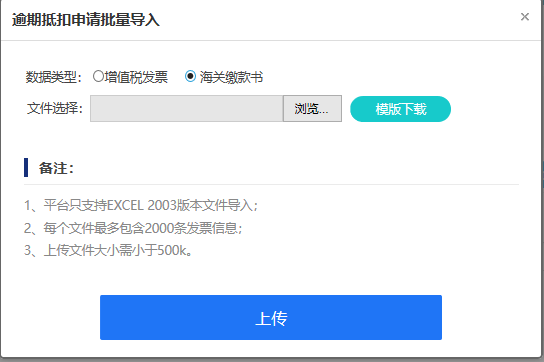 逾期抵扣申请批量导入 ×
数据类型： 增值税发票 海关缴款书
文件选择： 浏览... 模版下载
备注：
1、平台只支持EXCEL 2003版本文件导入；
2、每个文件最多包含2000条发票信息；
3、上传文件大小需小于500k。
上传